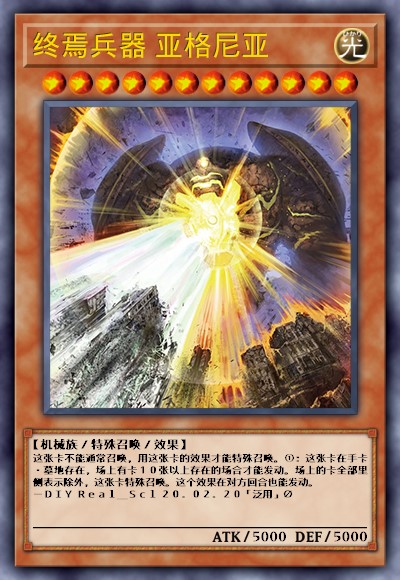 终焉兵器 亚格尼亚
光
【机械族／特殊召唤／效果】
这张卡不能通常召唤，用这张卡的效果才能特殊召唤。①：这张卡在手卡
・墓地存在，场上有卡１０张以上存在的场合才能发动。场上的卡全部里
侧表示除外，这张卡特殊召唤。这个效果在对方回合也能发动。
－ＤＩＹ Ｒｅａｌ＿Ｓｃｌ ２０．０２．２０「泛用」∅
ATK/5000 DEF/5000